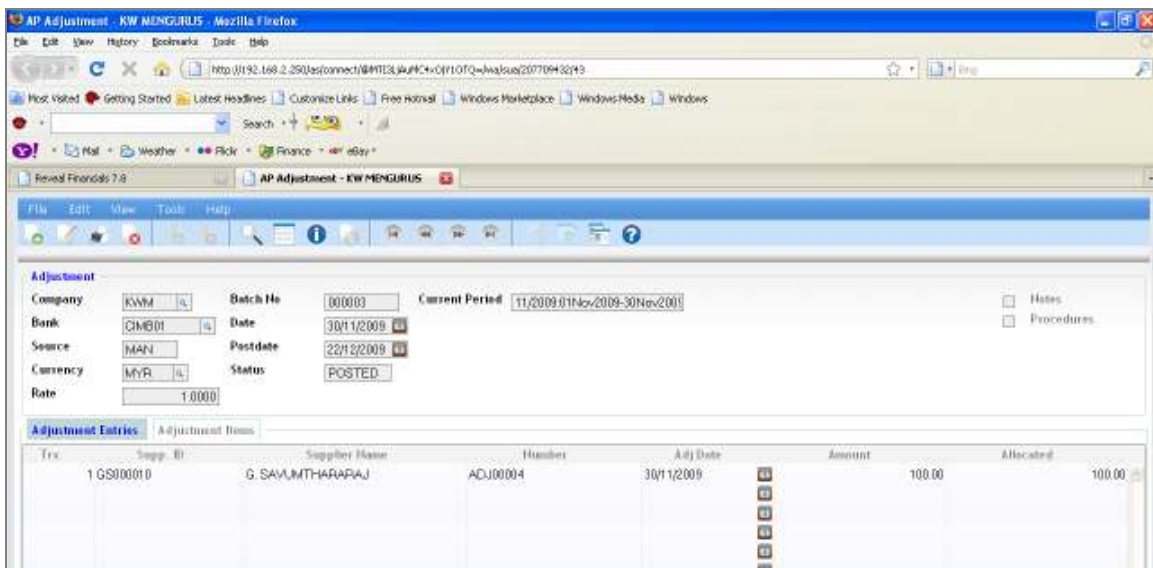 AP Adjustment - KW MENGURUS - Mozilla Firefox
File Edit View History Bookmarks Tools Help
Most Visited Getting Started Latest Headlines Customize Links Free Hotmail Windows Marketplace Windows Media Windows
Search
Y! Mail Weather Flickr Finance eBay
Reveal Financials 7.8 AP Adjustment - KW MENGURUS
File Edit View Tools Help
Adjustment
Company KWM Batch No 000003 Current Period 11/2009:01Nov2009-30Nov2009 Notes
Bank CIMB01 Date 30/11/2009 Procedures
Source MAN Postdate 22/12/2009
Currency MYR Status POSTED
Rate 1.0000
Adjustment Entries Adjustment Items
Trx Supp. ID Supplier Name Number Adj Date Amount Allocated
1 GS000010 G. SAVUMTHARARAJ ADJ00004 30/11/2009 100.00 100.00